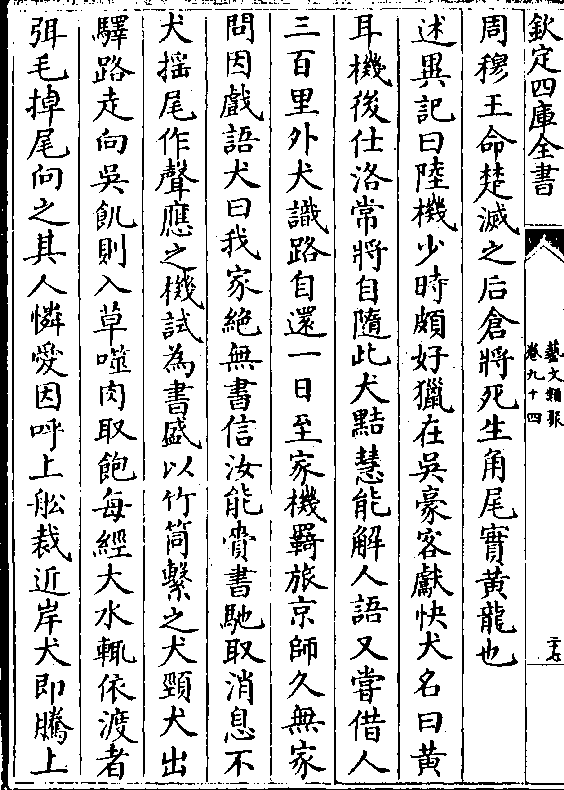 欽定四庫全書
藝文類聚
卷九十四
二十七
周穆王命楚滅之后倉將死生角尾實黃龍也
述異記曰陸機少時頗好獵在吳豪客獻快犬名曰黃
耳機後仕洛常將自隨此犬黠慧能解人語又嘗借人
三百里外犬識路自還一日至家機羇旅京師久無家
問因戲語犬曰我家絶無書信汝能賫書馳取消息不
犬揺尾作聲應之機試為書盛以竹筒繫之犬頸犬出
驛路走向吳飢則入草噬肉取飽每經大水輒依渡者
弭毛掉尾向之其人憐愛因呼上舩裁近岸犬即騰上